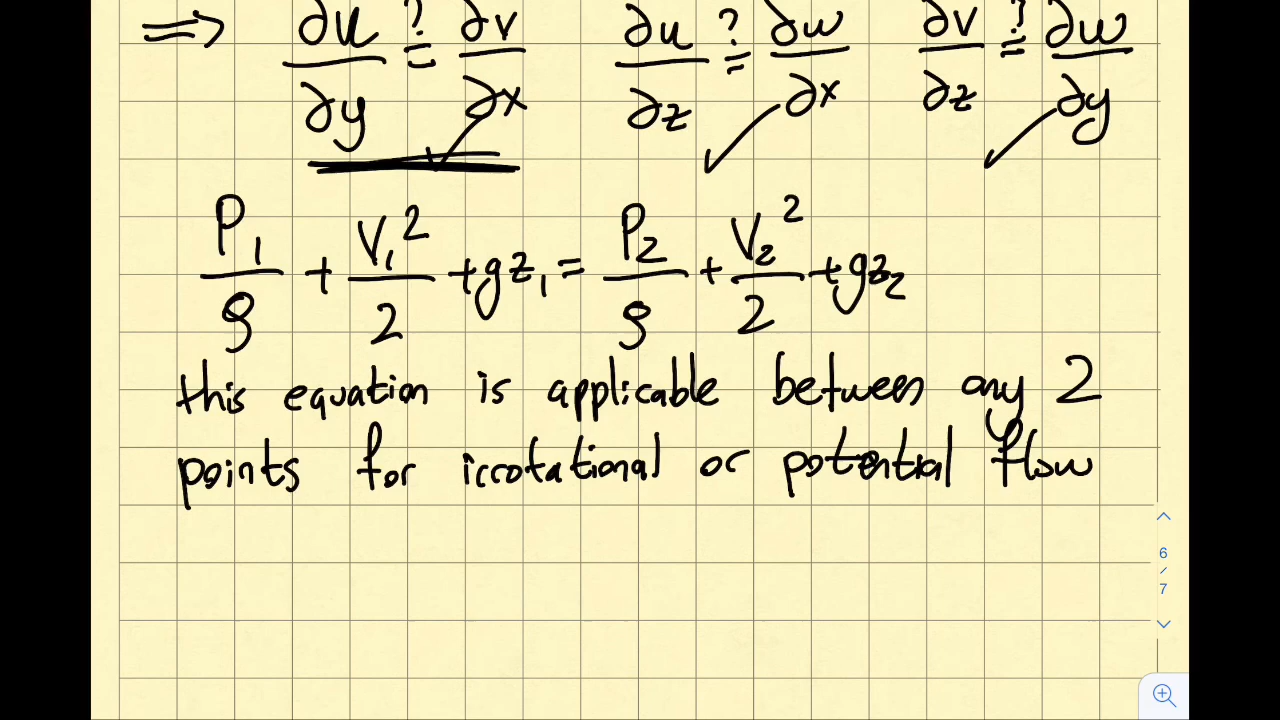 ⟹ ∂u/∂y ?= ∂v/∂x ∂u/∂z ?= ∂w/∂x ∂v/∂z ?= ∂w/∂y
P₁/ρ + V₁²/2 + gz₁ = P₂/ρ + V₂²/2 + gz₂
this equation is applicable between any 2
points for irrotational or potential flow
6
/
7